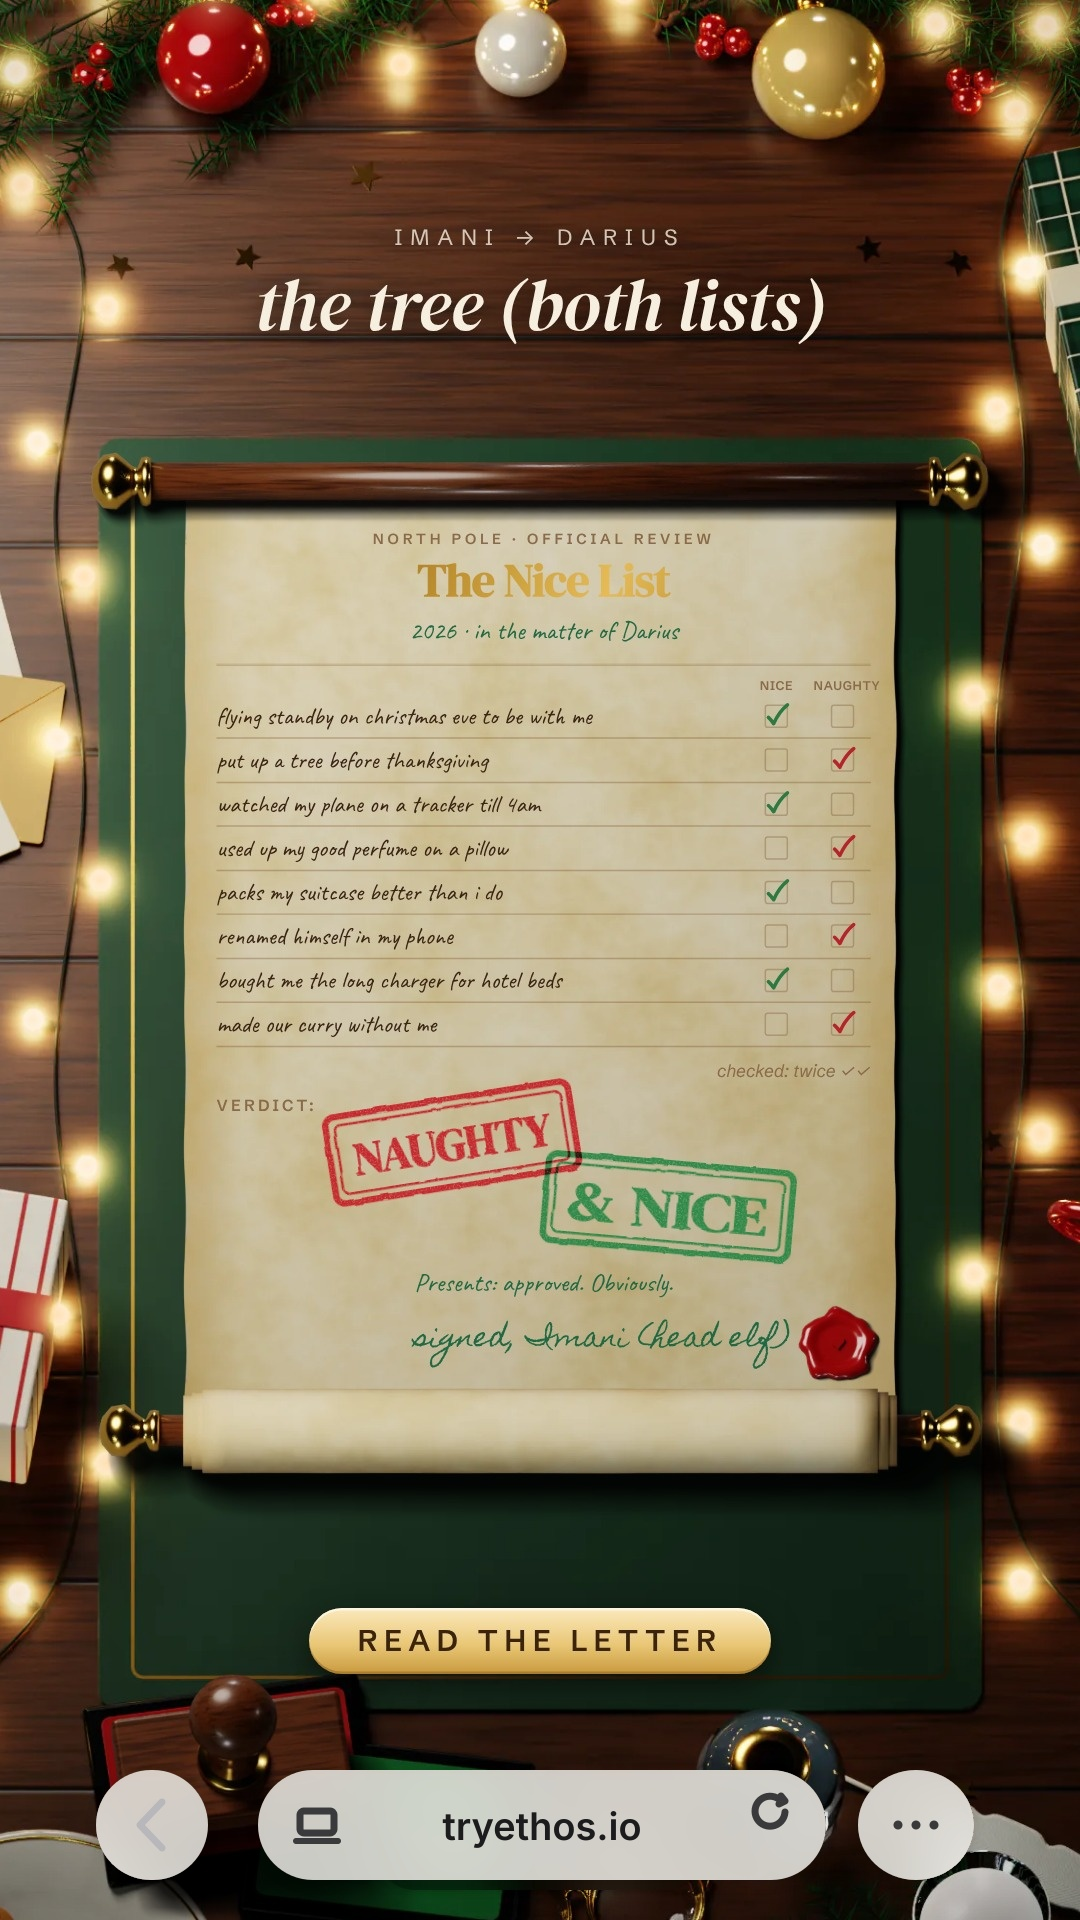 IMANI → DARIUS
the tree (both lists)
NORTH POLE · OFFICIAL REVIEW
The Nice List
2026 · in the matter of Darius
NICE NAUGHTY
flying standby on christmas eve to be with me
put up a tree before thanksgiving
watched my plane on a tracker till 4am
used up my good perfume on a pillow
packs my suitcase better than i do
renamed himself in my phone
bought me the long charger for hotel beds
made our curry without me
checked: twice ✓✓
VERDICT:
NAUGHTY
& NICE
Presents: approved. Obviously.
signed, Imani (head elf)
READ THE LETTER
tryethos.io